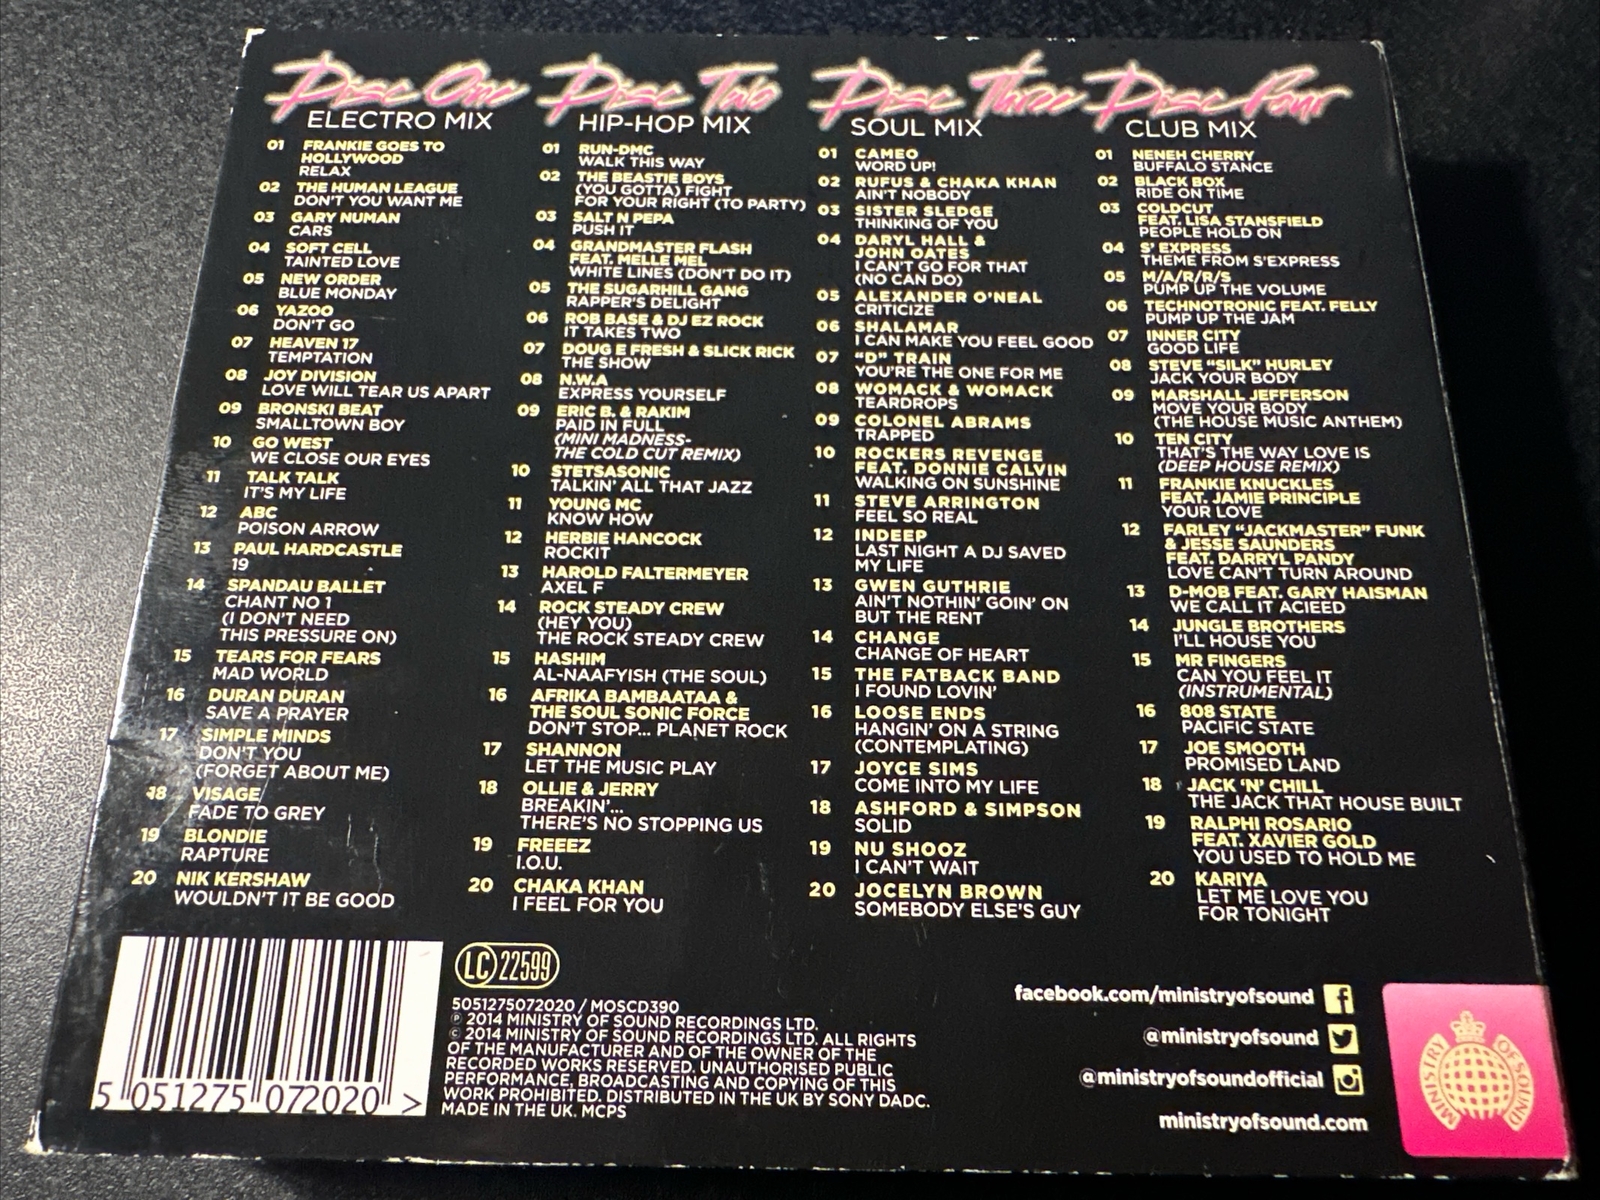 Disc One
ELECTRO MIX
01 FRANKIE GOES TO
HOLLYWOOD
RELAX
02 THE HUMAN LEAGUE
DON'T YOU WANT ME
03 GARY NUMAN
CARS
04 SOFT CELL
TAINTED LOVE
05 NEW ORDER
BLUE MONDAY
06 YAZOO
DON'T GO
07 HEAVEN 17
TEMPTATION
08 JOY DIVISION
LOVE WILL TEAR US APART
09 BRONSKI BEAT
SMALLTOWN BOY
10 GO WEST
WE CLOSE OUR EYES
11 TALK TALK
IT'S MY LIFE
12 ABC
POISON ARROW
13 PAUL HARDCASTLE
19
14 SPANDAU BALLET
CHANT NO 1
(I DON'T NEED
THIS PRESSURE ON)
15 TEARS FOR FEARS
MAD WORLD
16 DURAN DURAN
SAVE A PRAYER
17 SIMPLE MINDS
DON'T YOU
(FORGET ABOUT ME)
18 VISAGE
FADE TO GREY
19 BLONDIE
RAPTURE
20 NIK KERSHAW
WOULDN'T IT BE GOOD
Disc Two
HIP-HOP MIX
01 RUN-DMC
WALK THIS WAY
02 THE BEASTIE BOYS
(YOU GOTTA) FIGHT
FOR YOUR RIGHT (TO PARTY)
03 SALT N PEPA
PUSH IT
04 GRANDMASTER FLASH
FEAT. MELLE MEL
WHITE LINES (DON'T DO IT)
05 THE SUGARHILL GANG
RAPPER'S DELIGHT
06 ROB BASE & DJ EZ ROCK
IT TAKES TWO
07 DOUG E FRESH & SLICK RICK
THE SHOW
08 N.W.A
EXPRESS YOURSELF
09 ERIC B. & RAKIM
PAID IN FULL
(MINI MADNESS-
THE COLD CUT REMIX)
10 STETSASONIC
TALKIN' ALL THAT JAZZ
11 YOUNG MC
KNOW HOW
12 HERBIE HANCOCK
ROCKIT
13 HAROLD FALTERMEYER
AXEL F
14 ROCK STEADY CREW
(HEY YOU)
THE ROCK STEADY CREW
15 HASHIM
AL-NAAFYISH (THE SOUL)
16 AFRIKA BAMBAATAA &
THE SOUL SONIC FORCE
DON'T STOP... PLANET ROCK
17 SHANNON
LET THE MUSIC PLAY
18 OLLIE & JERRY
BREAKIN'...
THERE'S NO STOPPING US
19 FREEEZ
I.O.U.
20 CHAKA KHAN
I FEEL FOR YOU
Disc Three
SOUL MIX
01 CAMEO
WORD UP!
02 RUFUS & CHAKA KHAN
AIN'T NOBODY
03 SISTER SLEDGE
THINKING OF YOU
04 DARYL HALL &
JOHN OATES
I CAN'T GO FOR THAT
(NO CAN DO)
05 ALEXANDER O'NEAL
CRITICIZE
06 SHALAMAR
I CAN MAKE YOU FEEL GOOD
07 "D" TRAIN
YOU'RE THE ONE FOR ME
08 WOMACK & WOMACK
TEARDROPS
09 COLONEL ABRAMS
TRAPPED
10 ROCKERS REVENGE
FEAT. DONNIE CALVIN
WALKING ON SUNSHINE
11 STEVE ARRINGTON
FEEL SO REAL
12 INDEEP
LAST NIGHT A DJ SAVED
MY LIFE
13 GWEN GUTHRIE
AIN'T NOTHIN' GOIN' ON
BUT THE RENT
14 CHANGE
CHANGE OF HEART
15 THE FATBACK BAND
I FOUND LOVIN'
16 LOOSE ENDS
HANGIN' ON A STRING
(CONTEMPLATING)
17 JOYCE SIMS
COME INTO MY LIFE
18 ASHFORD & SIMPSON
SOLID
19 NU SHOOZ
I CAN'T WAIT
20 JOCELYN BROWN
SOMEBODY ELSE'S GUY
Disc Four
CLUB MIX
01 NENEH CHERRY
BUFFALO STANCE
02 BLACK BOX
RIDE ON TIME
03 COLDCUT
FEAT. LISA STANSFIELD
PEOPLE HOLD ON
04 S' EXPRESS
THEME FROM S'EXPRESS
05 M/A/R/R/S
PUMP UP THE VOLUME
06 TECHNOTRONIC FEAT. FELLY
PUMP UP THE JAM
07 INNER CITY
GOOD LIFE
08 STEVE "SILK" HURLEY
JACK YOUR BODY
09 MARSHALL JEFFERSON
MOVE YOUR BODY
(THE HOUSE MUSIC ANTHEM)
10 TEN CITY
THAT'S THE WAY LOVE IS
(DEEP HOUSE REMIX)
11 FRANKIE KNUCKLES
FEAT. JAMIE PRINCIPLE
YOUR LOVE
12 FARLEY "JACKMASTER" FUNK
& JESSE SAUNDERS
FEAT. DARRYL PANDY
LOVE CAN'T TURN AROUND
13 D-MOB FEAT. GARY HAISMAN
WE CALL IT ACIEED
14 JUNGLE BROTHERS
I'LL HOUSE YOU
15 MR FINGERS
CAN YOU FEEL IT
(INSTRUMENTAL)
16 808 STATE
PACIFIC STATE
17 JOE SMOOTH
PROMISED LAND
18 JACK 'N' CHILL
THE JACK THAT HOUSE BUILT
19 RALPHI ROSARIO
FEAT. XAVIER GOLD
YOU USED TO HOLD ME
20 KARIYA
LET ME LOVE YOU
FOR TONIGHT
5 051275 072020 >
LC 22599
5051275072020 / MOSCD390
℗ 2014 MINISTRY OF SOUND RECORDINGS LTD.
© 2014 MINISTRY OF SOUND RECORDINGS LTD. ALL RIGHTS
OF THE MANUFACTURER AND OF THE OWNER OF THE
RECORDED WORKS RESERVED. UNAUTHORISED PUBLIC
PERFORMANCE, BROADCASTING AND COPYING OF THIS
WORK PROHIBITED. DISTRIBUTED IN THE UK BY SONY DADC.
MADE IN THE UK. MCPS
facebook.com/ministryofsound
@ministryofsound
@ministryofsoundofficial
ministryofsound.com
MINISTRY OF SOUND